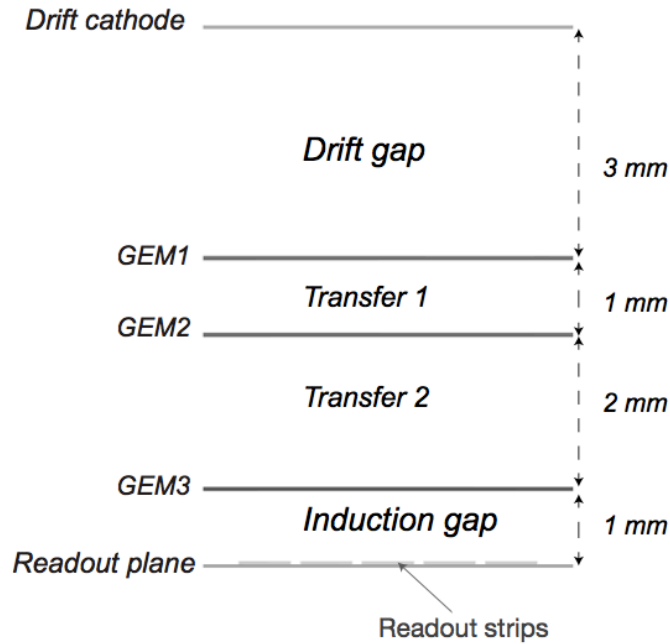 Drift cathode
Drift gap
3 mm
GEM1
Transfer 1
1 mm
GEM2
Transfer 2
2 mm
GEM3
Induction gap
1 mm
Readout plane
Readout strips